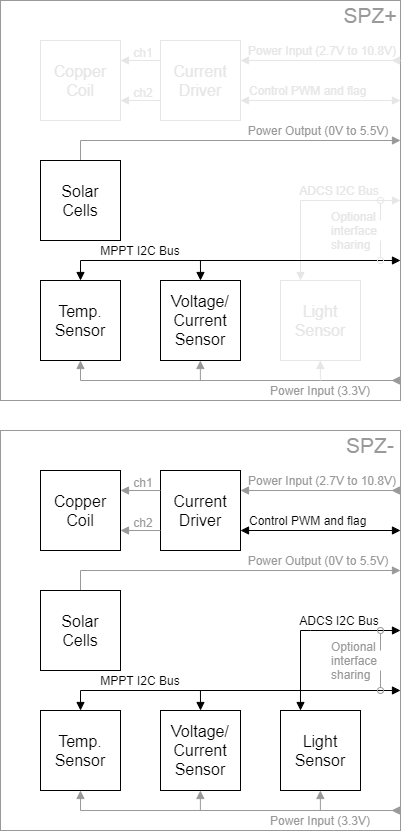 SPZ+
Copper
Coil
ch1
ch2
Current
Driver
Power Input (2.7V to 10.8V)
Control PWM and flag
Power Output (0V to 5.5V)
Solar
Cells
ADCS I2C Bus
Optional
interface
sharing
MPPT I2C Bus
Temp.
Sensor
Voltage/
Current
Sensor
Light
Sensor
Power Input (3.3V)
SPZ-
Copper
Coil
ch1
ch2
Current
Driver
Power Input (2.7V to 10.8V)
Control PWM and flag
Power Output (0V to 5.5V)
Solar
Cells
ADCS I2C Bus
Optional
interface
sharing
MPPT I2C Bus
Temp.
Sensor
Voltage/
Current
Sensor
Light
Sensor
Power Input (3.3V)